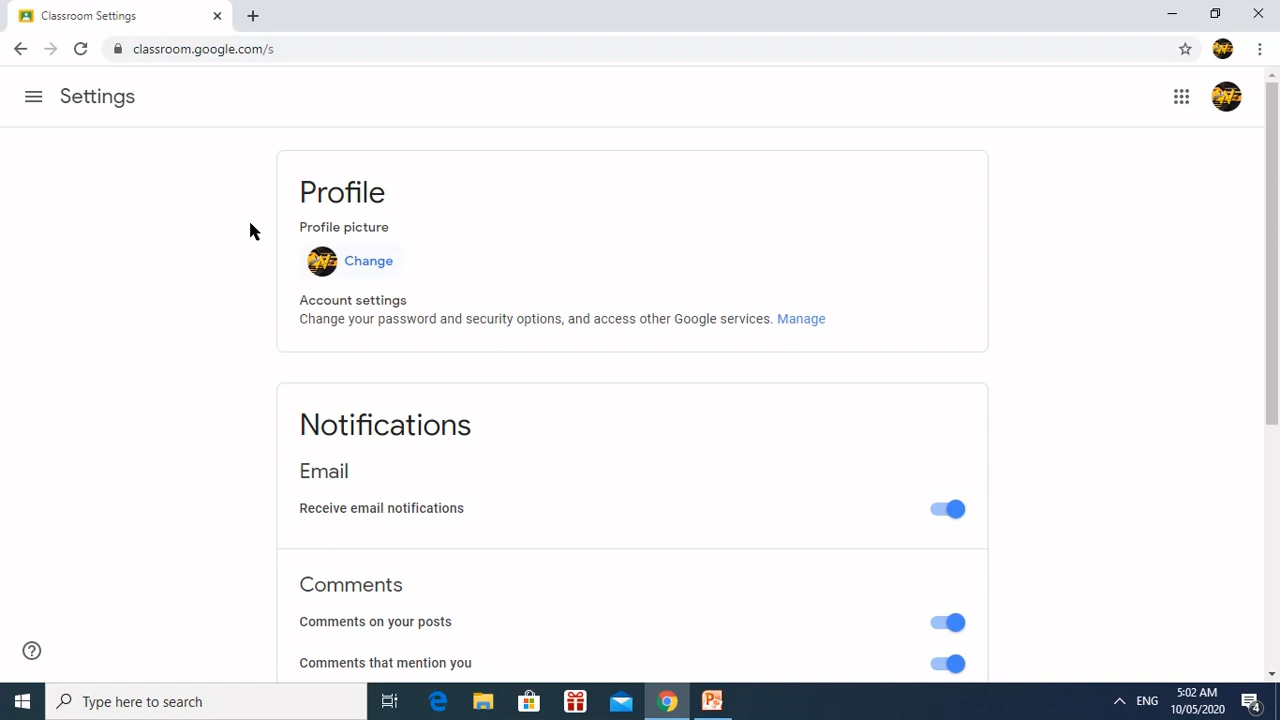 Classroom Settings
classroom.google.com/s
Settings
Profile
Profile picture
Change
Account settings
Change your password and security options, and access other Google services. Manage
Notifications
Email
Receive email notifications
Comments
Comments on your posts
Comments that mention you
Type here to search
ENG
5:02 AM
10/05/2020
4